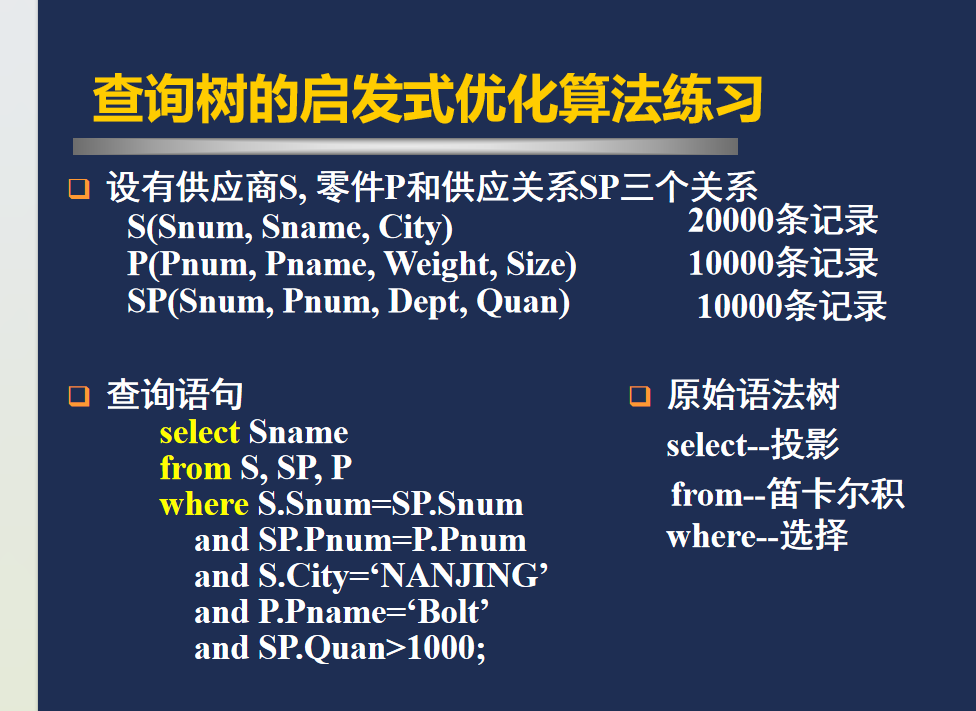 查询树的启发式优化算法练习
设有供应商S, 零件P和供应关系SP三个关系
S(Snum, Sname, City) 20000条记录
P(Pnum, Pname, Weight, Size) 10000条记录
SP(Snum, Pnum, Dept, Quan) 10000条记录
查询语句
select Sname
from S, SP, P
where S.Snum=SP.Snum
and SP.Pnum=P.Pnum
and S.City=‘NANJING’
and P.Pname=‘Bolt’
and SP.Quan>1000;
原始语法树
select--投影
from--笛卡尔积
where--选择